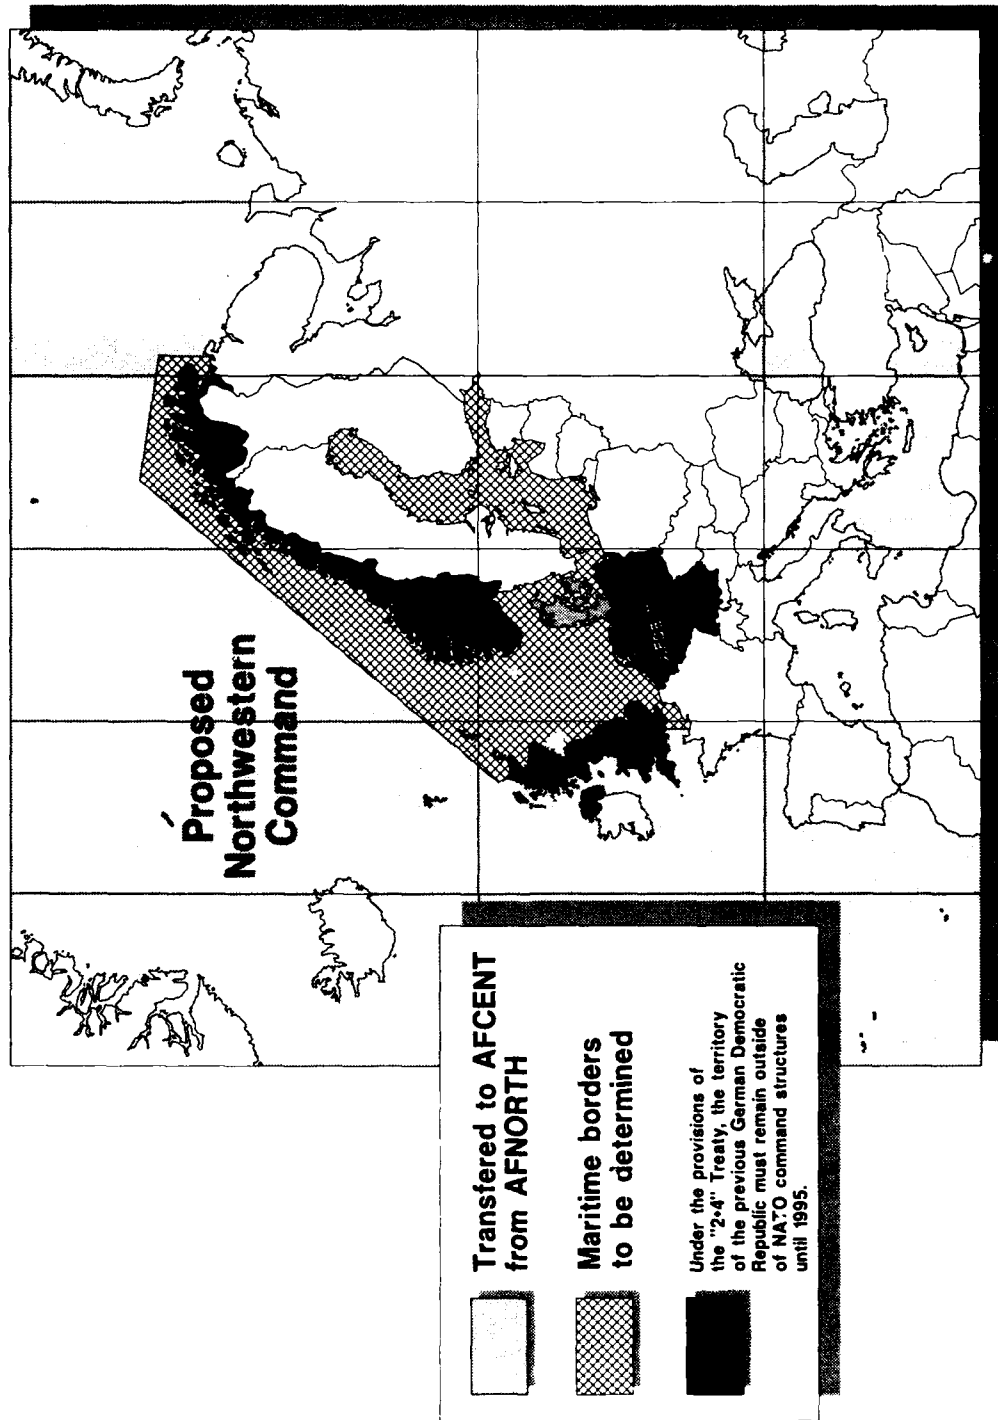 Proposed
Northwestern
Command
Transfered to AFCENT
from AFNORTH
Maritime borders
to be determined
Under the provisions of
the "2+4" Treaty, the territory
of the previous German Democratic
Republic must remain outside
of NATO command structures
until 1995.